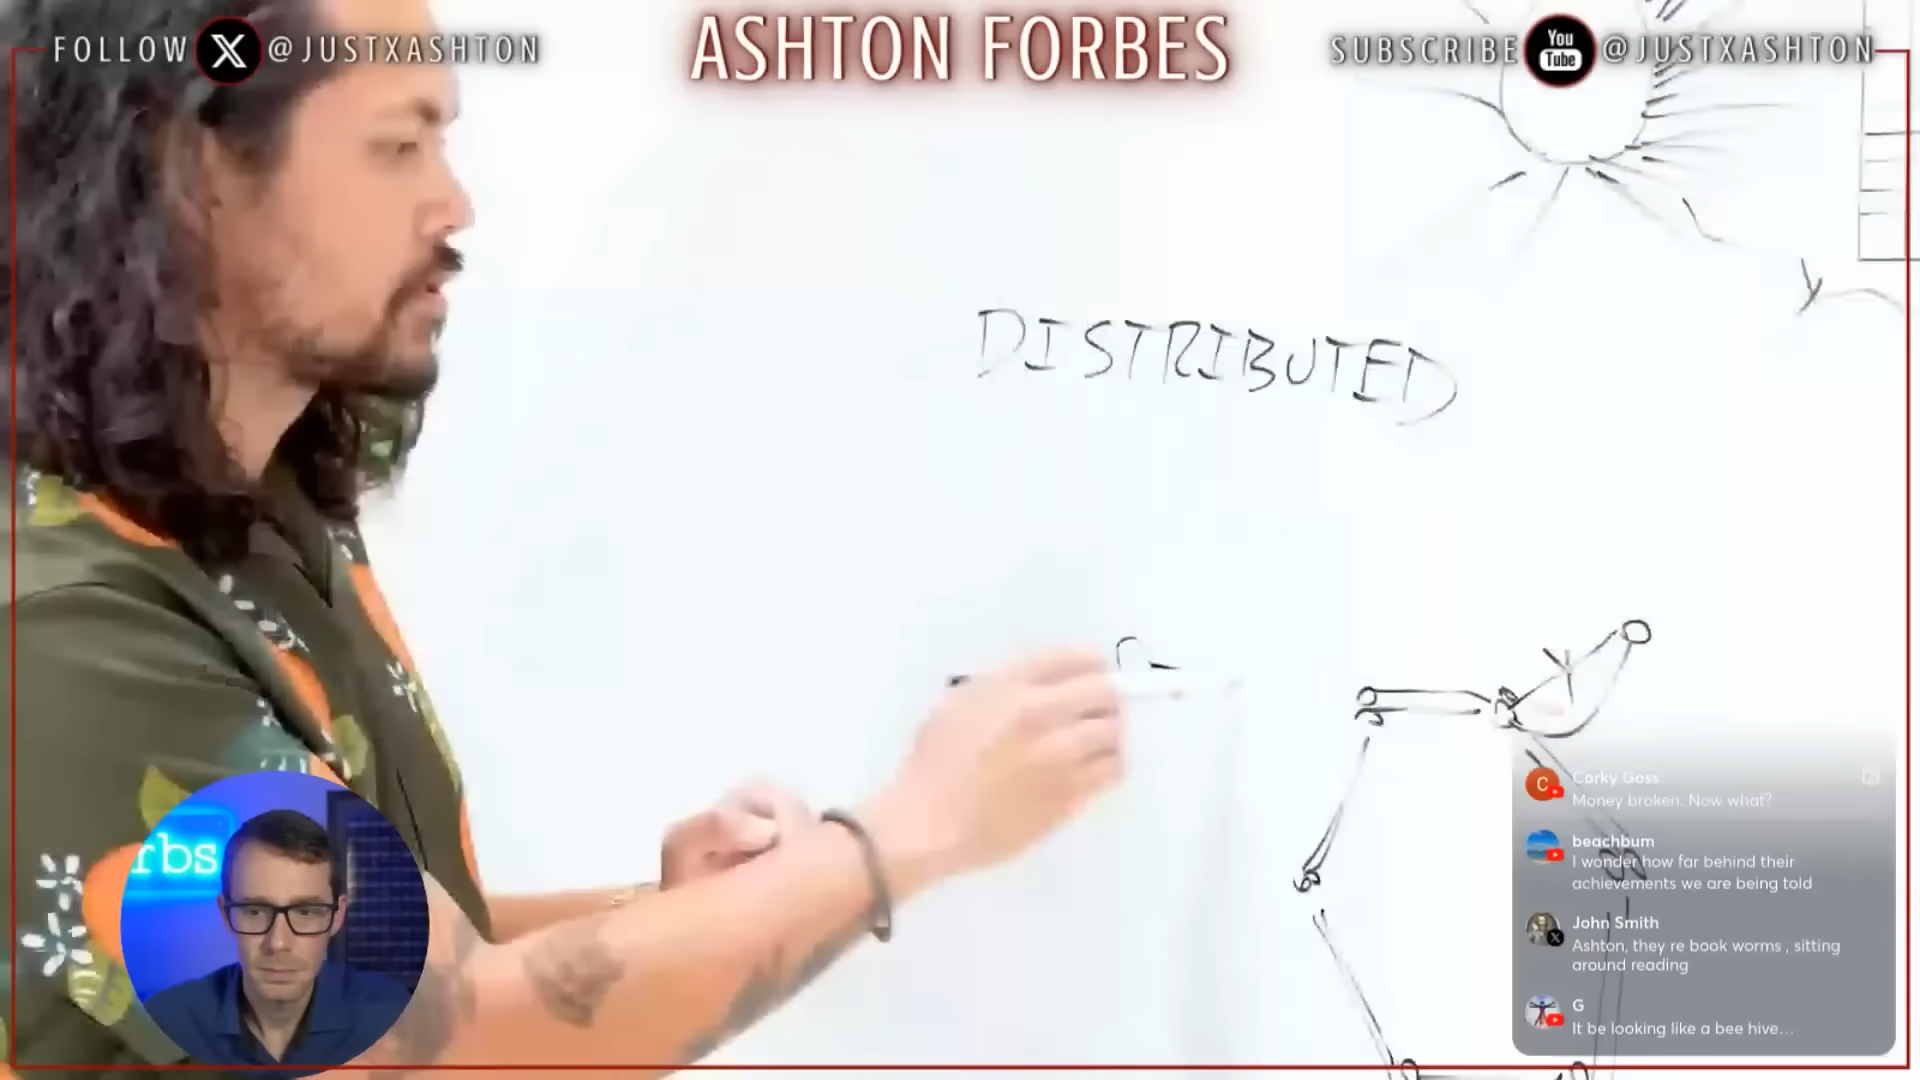 FOLLOW X @JUSTXASHTON
ASHTON FORBES
SUBSCRIBE You Tube @JUSTXASHTON
DISTRIBUTED
rbs
C
Corky Goss
Money broken. Now what?
beachbum
I wonder how far behind their
achievements we are being told
John Smith
Ashton, they re book worms , sitting
around reading
G
It be looking like a bee hive...